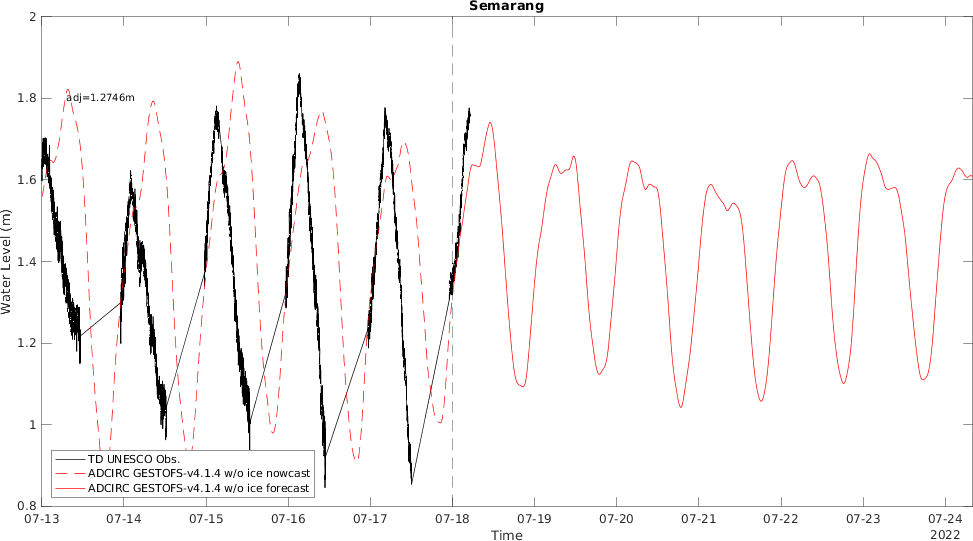 Semarang
2
1.8
1.6
1.4
1.2
1
0.8
Water Level (m)
adj=1.2746m
TD UNESCO Obs.
ADCIRC GESTOFS-v4.1.4 w/o ice nowcast
ADCIRC GESTOFS-v4.1.4 w/o ice forecast
07-13 07-14 07-15 07-16 07-17 07-18 07-19 07-20 07-21 07-22 07-23 07-24
2022
Time